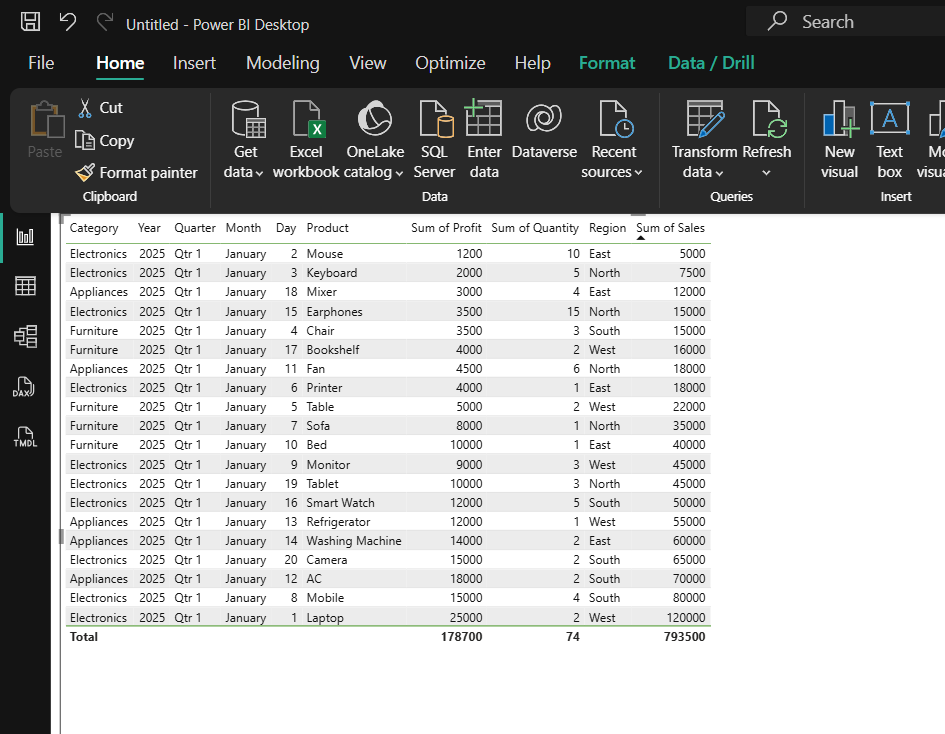 Untitled - Power BI Desktop
Search
File Home Insert Modeling View Optimize Help Format Data / Drill
Paste
Cut
Copy
Format painter
Clipboard
Get data
Excel workbook
OneLake catalog
SQL Server
Enter data
Dataverse
Recent sources
Data
Transform data
Refresh
Queries
New visual
A
Text box
Insert
DAX
TMDL
Category Year Quarter Month Day Product Sum of Profit Sum of Quantity Region Sum of Sales
Electronics 2025 Qtr 1 January 2 Mouse 1200 10 East 5000
Electronics 2025 Qtr 1 January 3 Keyboard 2000 5 North 7500
Appliances 2025 Qtr 1 January 18 Mixer 3000 4 East 12000
Electronics 2025 Qtr 1 January 15 Earphones 3500 15 North 15000
Furniture 2025 Qtr 1 January 4 Chair 3500 3 South 15000
Furniture 2025 Qtr 1 January 17 Bookshelf 4000 2 West 16000
Appliances 2025 Qtr 1 January 11 Fan 4500 6 North 18000
Electronics 2025 Qtr 1 January 6 Printer 4000 1 East 18000
Furniture 2025 Qtr 1 January 5 Table 5000 2 West 22000
Furniture 2025 Qtr 1 January 7 Sofa 8000 1 North 35000
Furniture 2025 Qtr 1 January 10 Bed 10000 1 East 40000
Electronics 2025 Qtr 1 January 9 Monitor 9000 3 West 45000
Electronics 2025 Qtr 1 January 19 Tablet 10000 3 North 45000
Electronics 2025 Qtr 1 January 16 Smart Watch 12000 5 South 50000
Appliances 2025 Qtr 1 January 13 Refrigerator 12000 1 West 55000
Appliances 2025 Qtr 1 January 14 Washing Machine 14000 2 East 60000
Electronics 2025 Qtr 1 January 20 Camera 15000 2 South 65000
Appliances 2025 Qtr 1 January 12 AC 18000 2 South 70000
Electronics 2025 Qtr 1 January 8 Mobile 15000 4 South 80000
Electronics 2025 Qtr 1 January 1 Laptop 25000 2 West 120000
Total 178700 74 793500